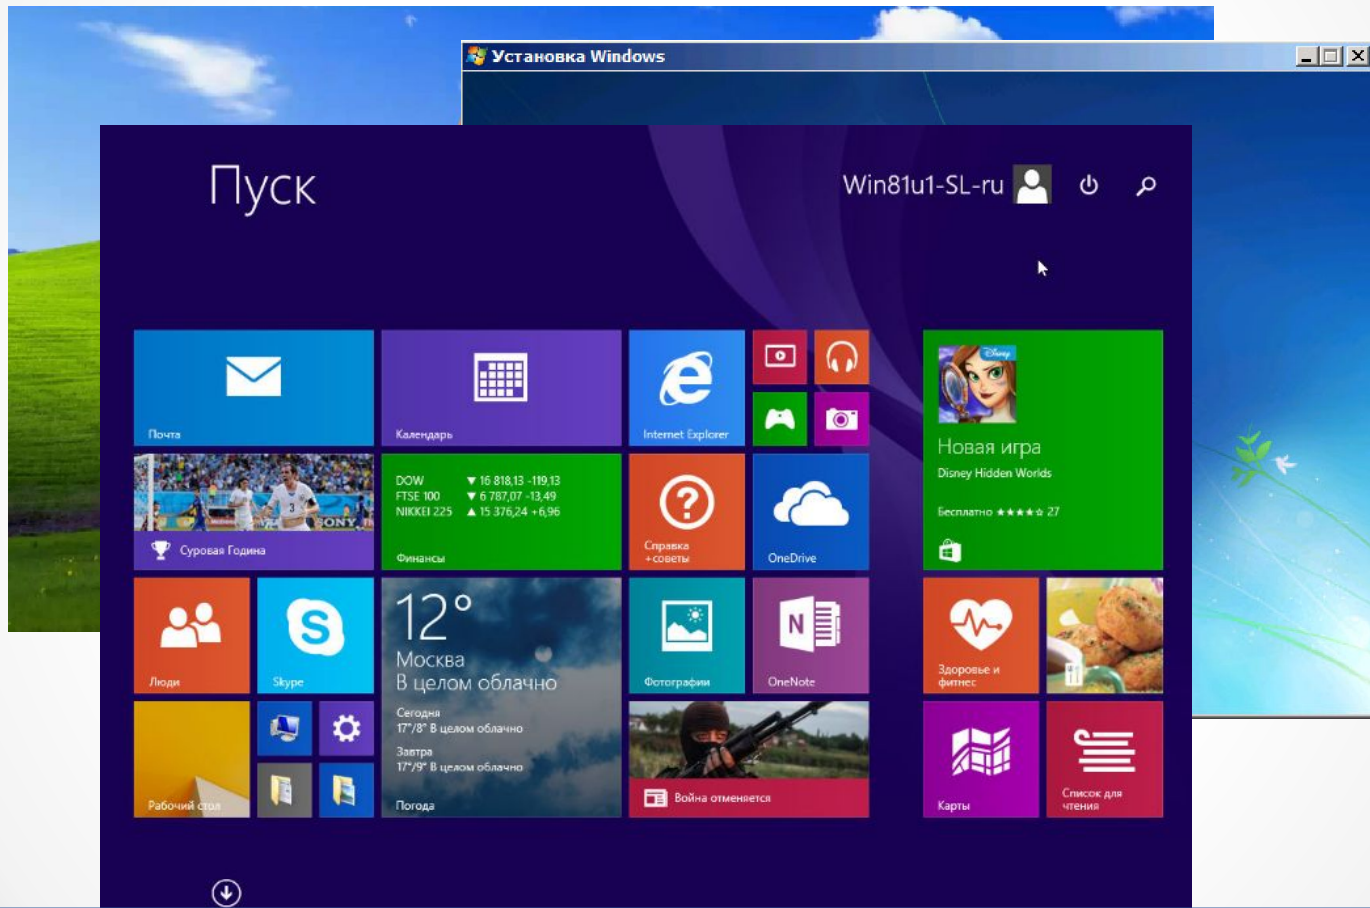 Установка Windows
Пуск
Win81u1-SL-ru
Почта
Календарь
Internet Explorer
Disney
Новая игра
Disney Hidden Worlds
Бесплатно ★★★★☆ 27
3
SONY
Суровая Година
DOW ▼ 16 818,13 -119,13
FTSE 100 ▼ 6 787,07 -13,49
NIKKEI 225 ▲ 15 376,24 +6,96
Финансы
Справка
+советы
OneDrive
Люди
Skype
12°
Москва
В целом облачно
Сегодня
17°/8° В целом облачно
Завтра
17°/9° В целом облачно
Погода
Фотографии
OneNote
Здоровье и
фитнес
Рабочий стол
Война отменяется
Карты
Список для
чтения